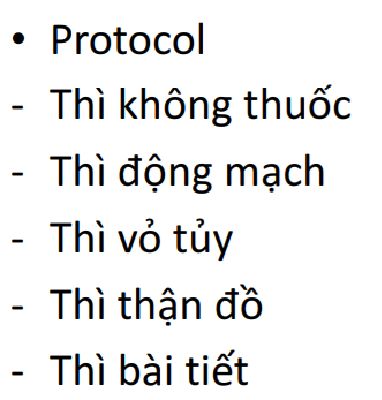 • Protocol
- Thì không thuốc
- Thì động mạch
- Thì vỏ tủy
- Thì thận đồ
- Thì bài tiết